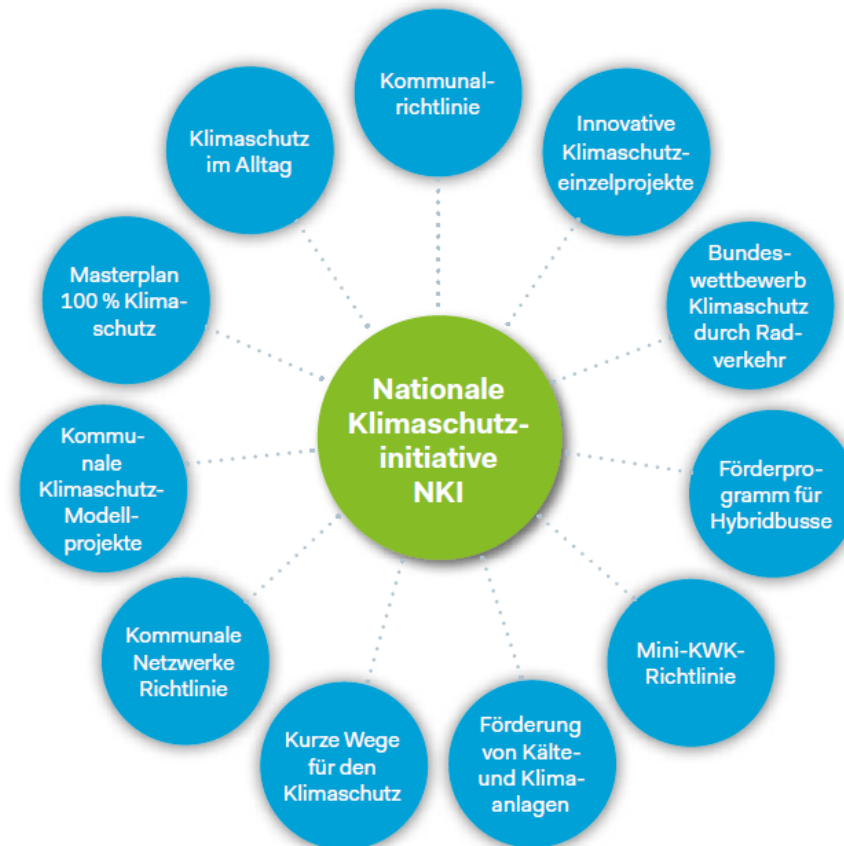 Kommunal-
richtlinie
Innovative
Klimaschutz-
einzelprojekte
Bundes-
wettbewerb
Klimaschutz
durch Rad-
verkehr
Förderpro-
gramm für
Hybridbusse
Mini-KWK-
Richtlinie
Förderung
von Kälte-
und Klima-
anlagen
Kurze Wege
für den
Klimaschutz
Kommunale
Netzwerke
Richtlinie
Kommu-
nale
Klimaschutz-
Modell-
projekte
Masterplan
100 % Klima-
schutz
Klimaschutz
im Alltag
Nationale
Klimaschutz-
initiative
NKI